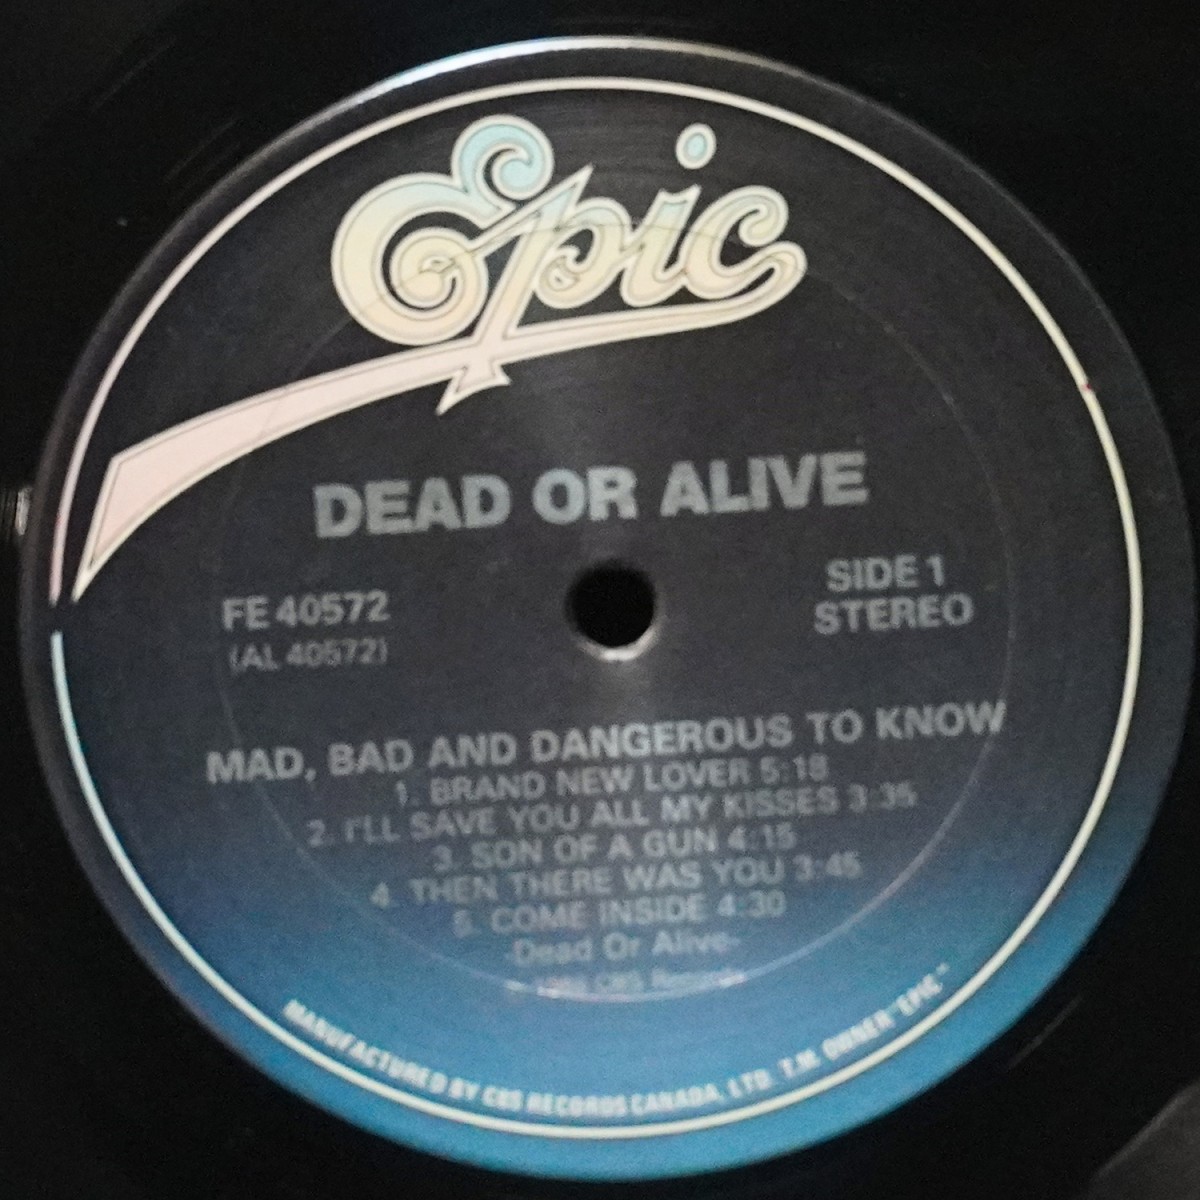 Epic
DEAD OR ALIVE
FE 40572
(AL 40572)
SIDE 1
STEREO
MAD, BAD AND DANGEROUS TO KNOW
1. BRAND NEW LOVER 5:18
2. I'LL SAVE YOU ALL MY KISSES 3:35
3. SON OF A GUN 4:15
4. THEN THERE WAS YOU 3:45
5. COME INSIDE 4:30
-Dead Or Alive-
CBS Records
MANUFACTURED BY CBS RECORDS CANADA, LTD. T.M. OWNER "EPIC"